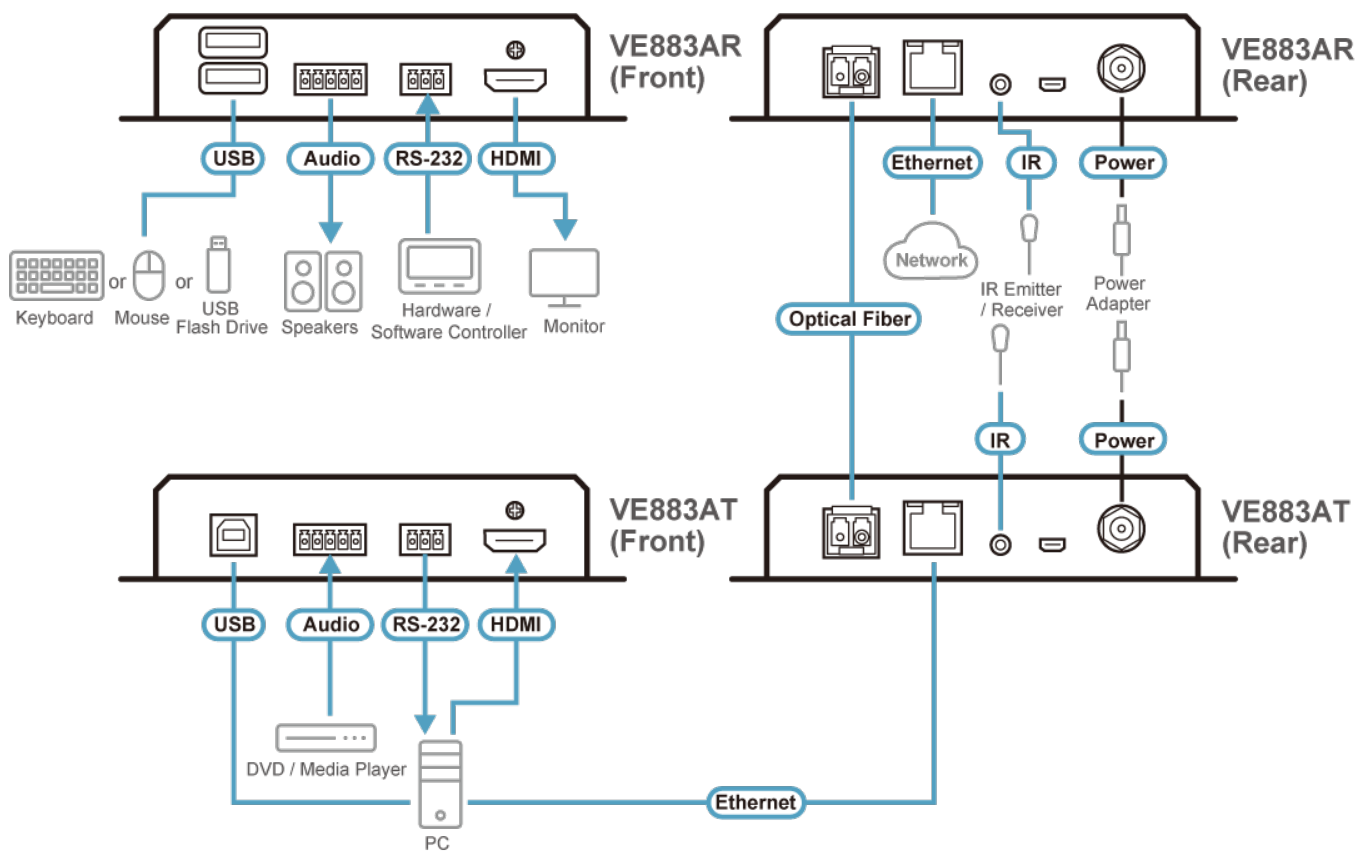 VE883AR
(Front)
USB
Audio
RS-232
HDMI
Keyboard
or
Mouse
or
USB
Flash Drive
Speakers
Hardware /
Software Controller
Monitor
VE883AR
(Rear)
Ethernet
IR
Power
Network
IR Emitter
/ Receiver
Power
Adapter
Optical Fiber
IR
Power
VE883AT
(Front)
USB
Audio
RS-232
HDMI
DVD / Media Player
PC
VE883AT
(Rear)
Ethernet